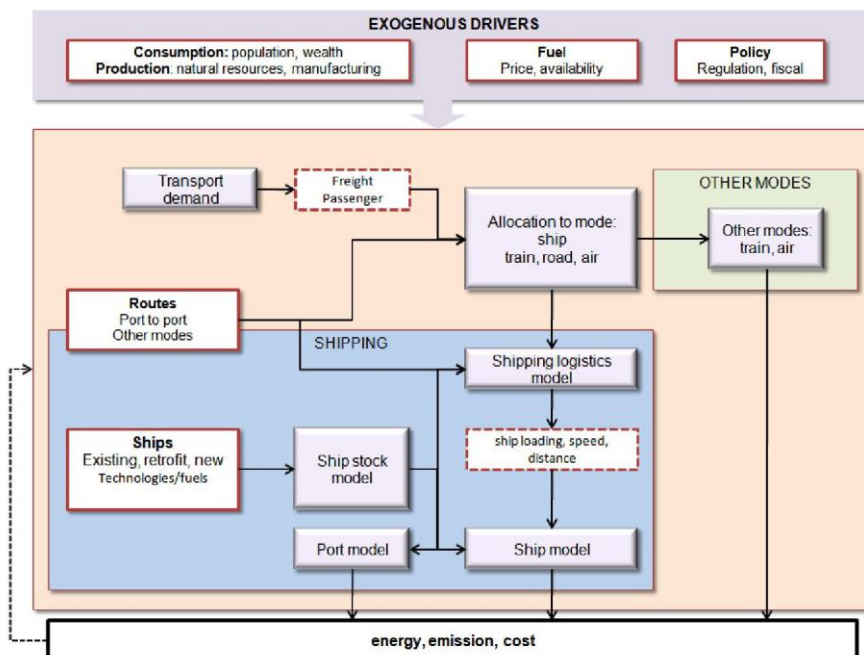 EXOGENOUS DRIVERS
Consumption: population, wealth
Production: natural resources, manufacturing
Fuel
Price, availability
Policy
Regulation, fiscal
Transport
demand
Freight
Passenger
Allocation to mode:
ship
train, road, air
OTHER MODES
Other modes:
train, air
Routes
Port to port
Other modes
SHIPPING
Shipping logistics
model
Ships
Existing, retrofit, new
Technologies/fuels
Ship stock
model
ship loading, speed,
distance
Port model
Ship model
energy, emission, cost